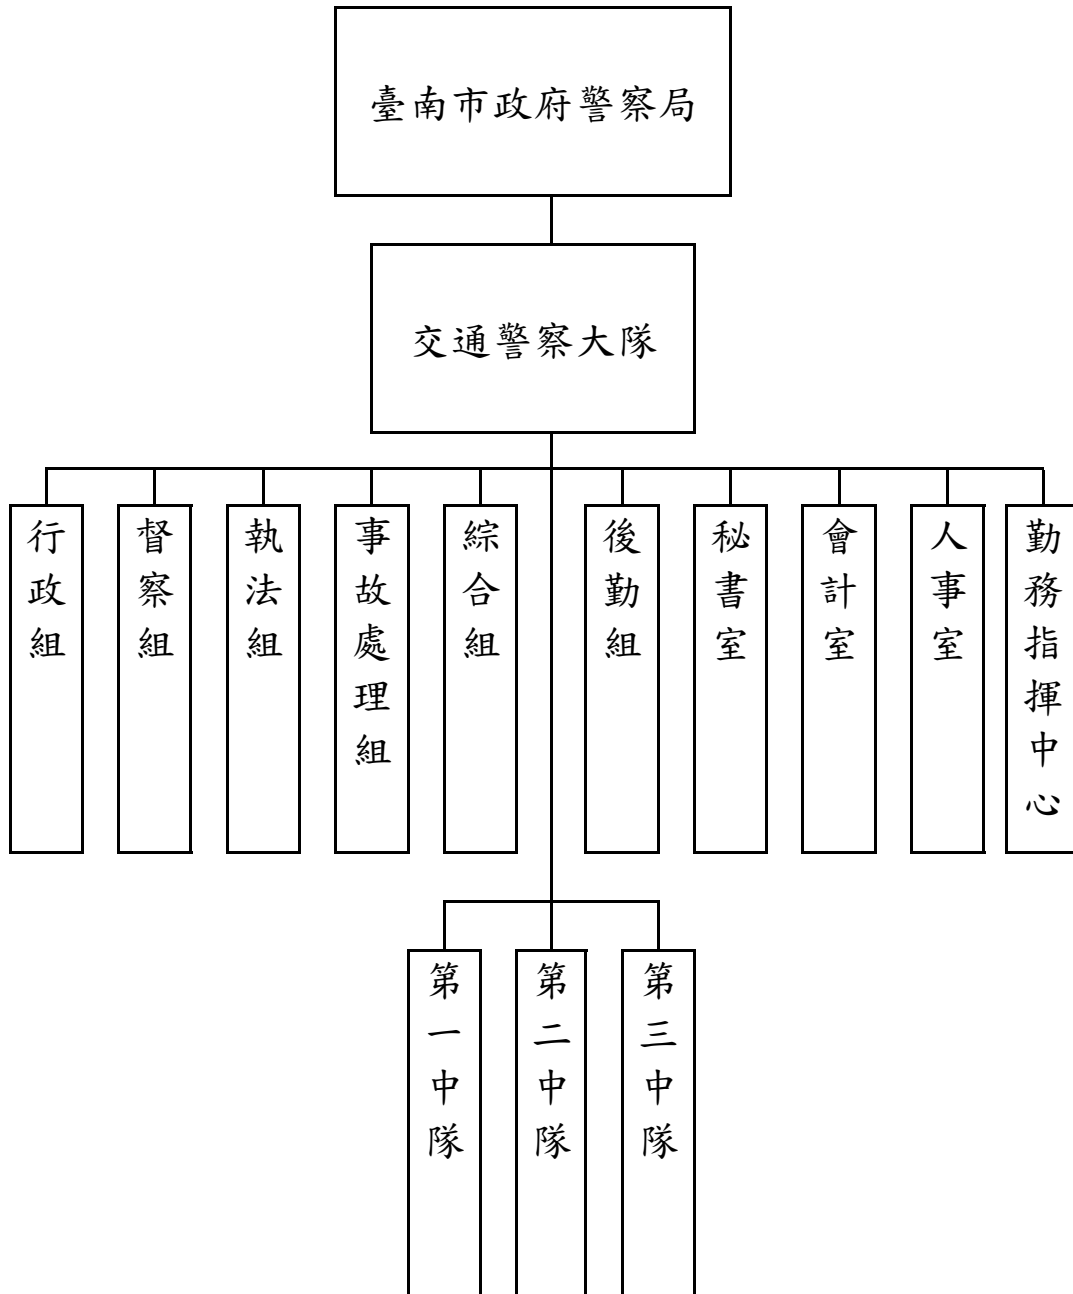 臺南市政府警察局
交通警察大隊
行政組
督察組
執法組
事故處理組
綜合組
後勤組
秘書室
會計室
人事室
勤務指揮中心
第一中隊
第二中隊
第三中隊